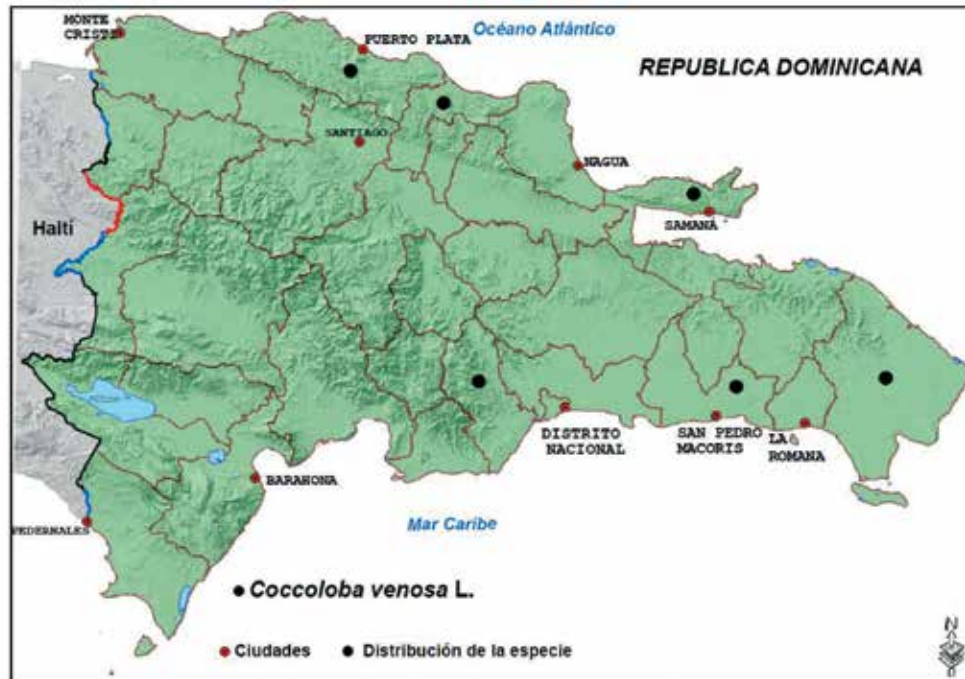 MONTE
CRISTI
PUERTO PLATA
Océano Atlántico
REPUBLICA DOMINICANA
SANTIAGO
NAGUA
SAMANÁ
Haltí
DISTRITO
NACIONAL
SAN PEDRO
MACORIS
LA
ROMANA
BARAHONA
PEDERNALES
Mar Caribe
Coccoloba venosa L.
Ciudades
Distribución de la especie
N